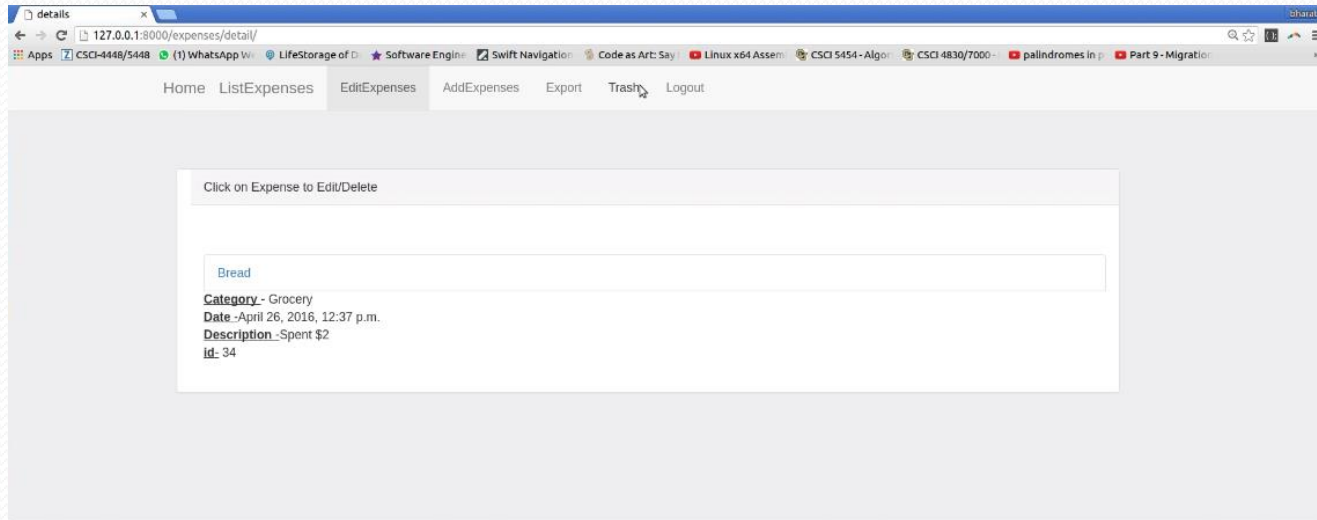 details
bharat
127.0.0.1:8000/expenses/detail/
Apps CSCI-4448/5448 (1) WhatsApp LifeStorage of Software Engine Swift Navigation Code as Art: Say Linux x64 Assem CSCI 5454 - Algor CSCI 4830/7000 - palindromes in p Part 9 - Migration
Home ListExpenses EditExpenses AddExpenses Export Trash Logout
Click on Expense to Edit/Delete
Bread
Category - Grocery
Date -April 26, 2016, 12:37 p.m.
Description -Spent $2
id- 34